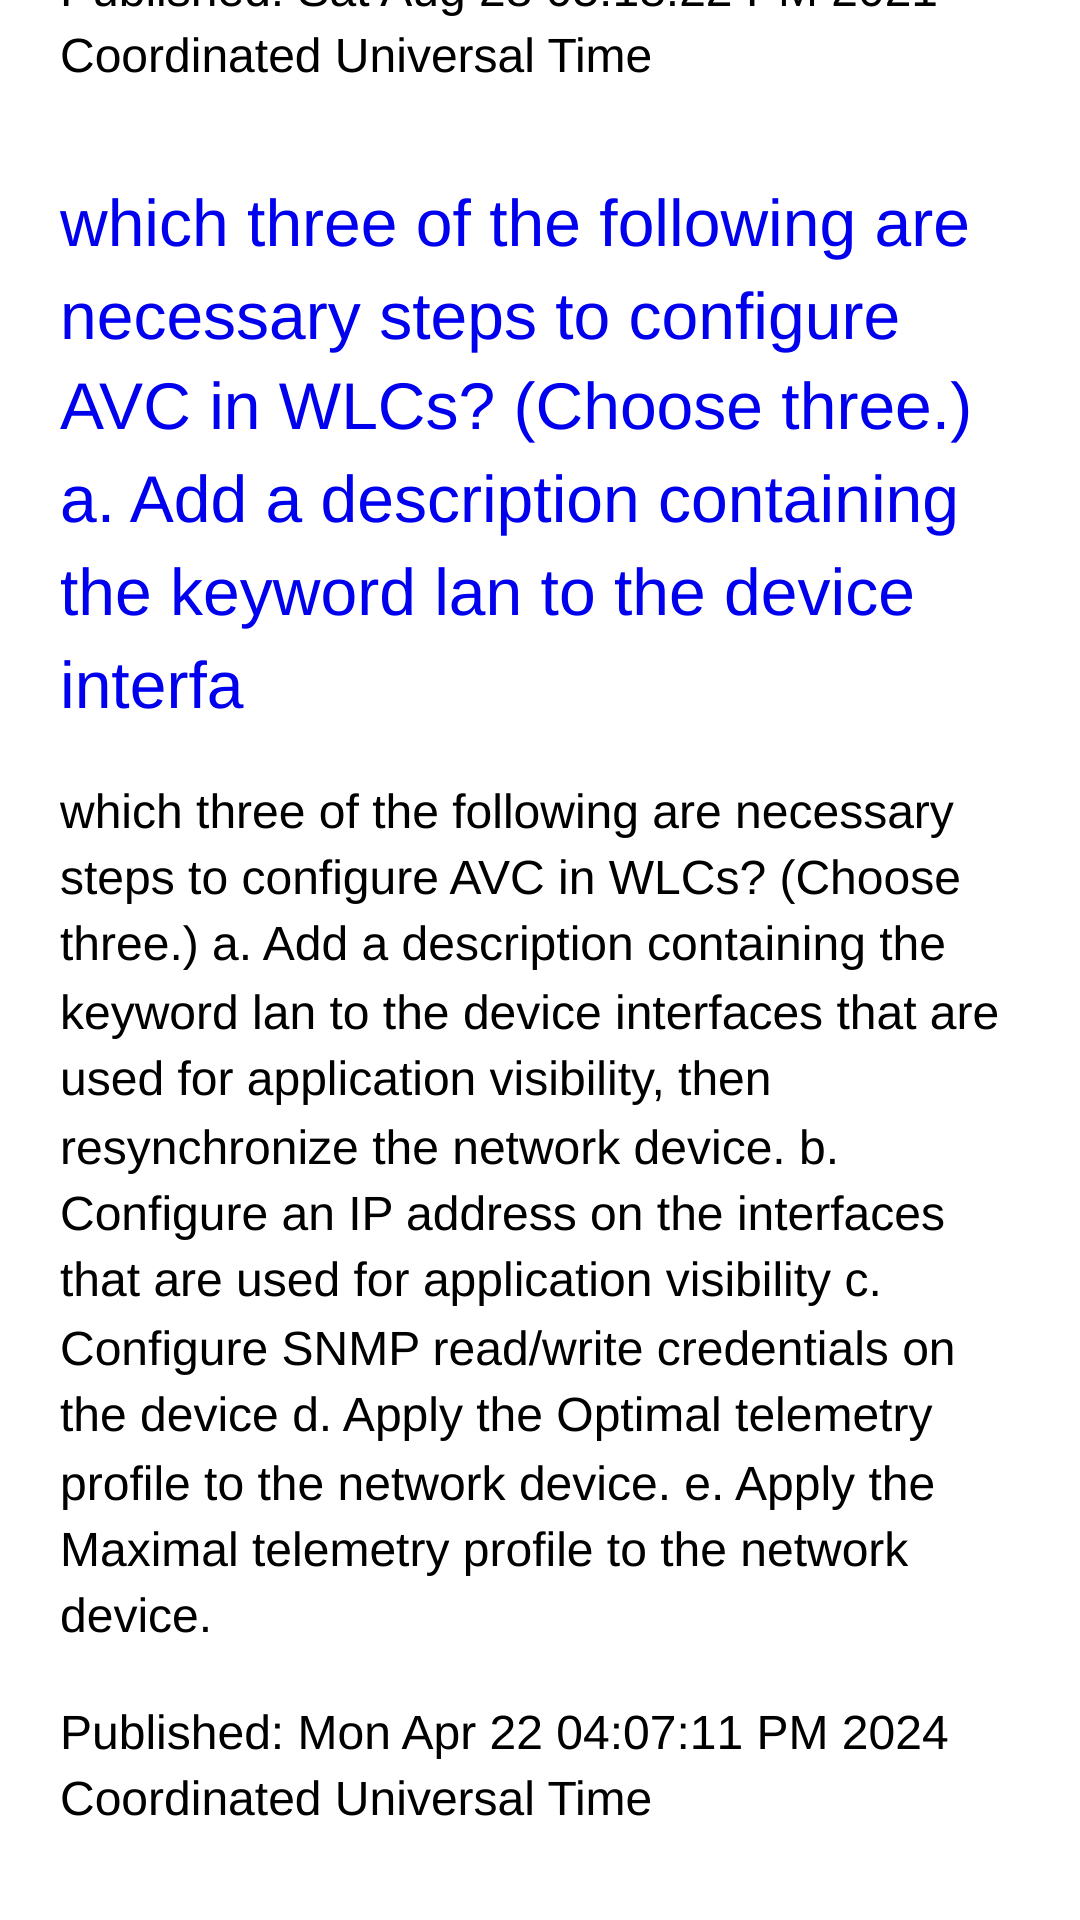 Published: Sat Aug 28 03:18:22 PM 2021
Coordinated Universal Time
which three of the following are
necessary steps to configure
AVC in WLCs? (Choose three.)
a. Add a description containing
the keyword lan to the device
interfa
which three of the following are necessary
steps to configure AVC in WLCs? (Choose
three.) a. Add a description containing the
keyword lan to the device interfaces that are
used for application visibility, then
resynchronize the network device. b.
Configure an IP address on the interfaces
that are used for application visibility c.
Configure SNMP read/write credentials on
the device d. Apply the Optimal telemetry
profile to the network device. e. Apply the
Maximal telemetry profile to the network
device.
Published: Mon Apr 22 04:07:11 PM 2024
Coordinated Universal Time